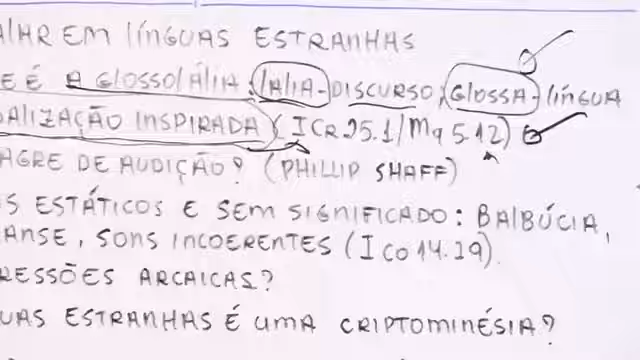 ALAR EM LÍNGUAS ESTRANHAS
E É A GLOSSOLÁLIA: LALIA-DISCURSO; GLOSSA-LÍNGUA
ALIZAÇÃO INSPIRADA (I CR 25.1/Mq 5.12)
AGRE DE AUDIÇÃO? (PHILLIP SHAFF)
S ESTÁTICOS E SEM SIGNIFICADO: BALBÚCIA,
ANSE, SONS INCOERENTES (I CO 14.19).
RESSÕES ARCAICAS?
UAS ESTRANHAS É UMA CRIPTOMINÉSIA?